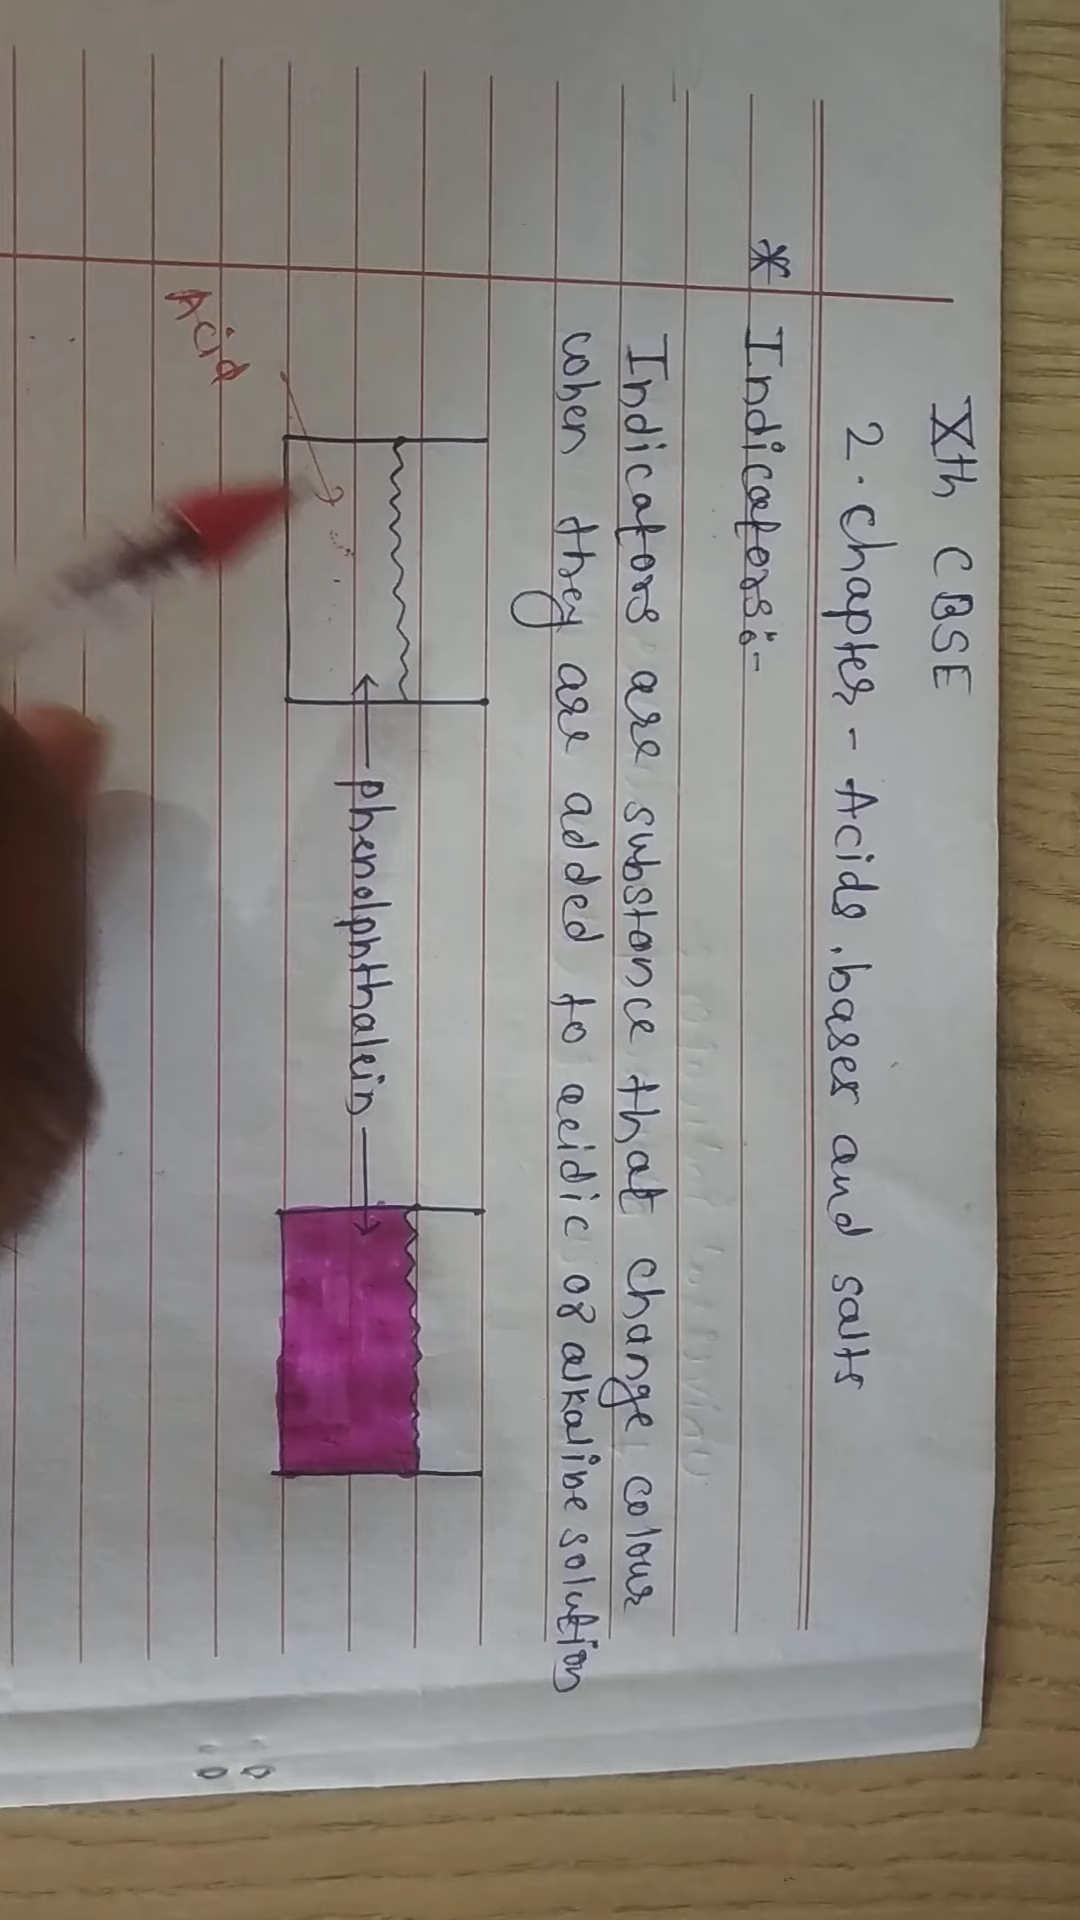 Xth CBSE
2. chapter - Acids, bases and salts
* Indicators:-
Indicators are substance that change colour
when they are added to acidic or alkaline solution
phenolphthalein
Acid